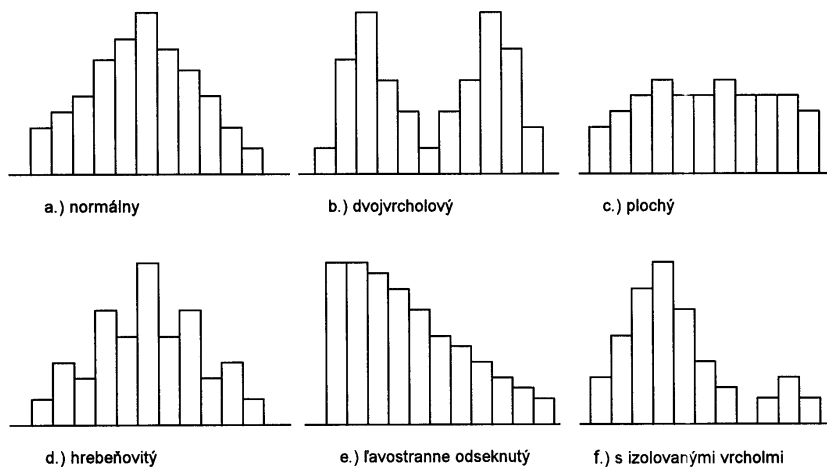 a.) normálny
b.) dvojvrcholový
c.) plochý
d.) hrebeňovitý
e.) ľavostranne odseknutý
f.) s izolovanými vrcholmi